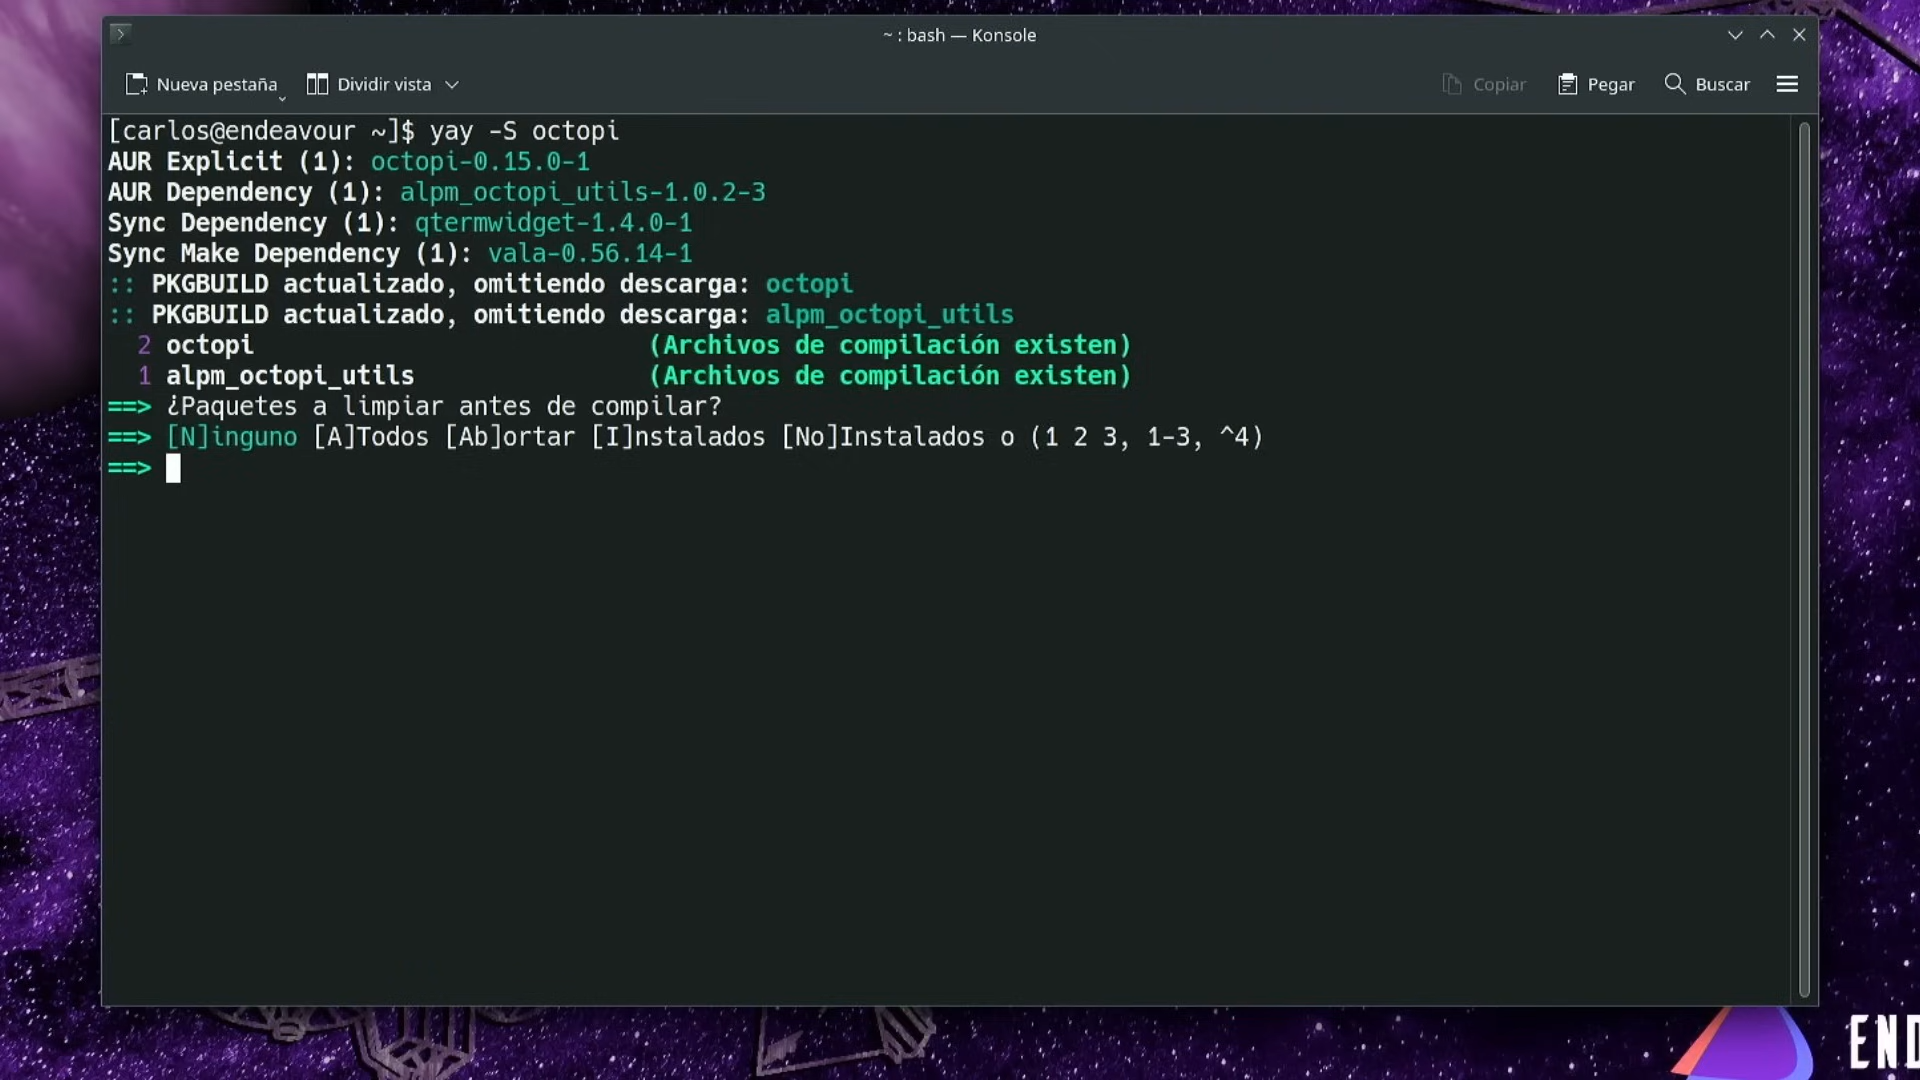 ~ : bash — Konsole
Nueva pestaña Dividir vista Copiar Pegar Buscar
[carlos@endeavour ~]$ yay -S octopi
AUR Explicit (1): octopi-0.15.0-1
AUR Dependency (1): alpm_octopi_utils-1.0.2-3
Sync Dependency (1): qtermwidget-1.4.0-1
Sync Make Dependency (1): vala-0.56.14-1
:: PKGBUILD actualizado, omitiendo descarga: octopi
:: PKGBUILD actualizado, omitiendo descarga: alpm_octopi_utils
2 octopi (Archivos de compilación existen)
1 alpm_octopi_utils (Archivos de compilación existen)
==> ¿Paquetes a limpiar antes de compilar?
==> [N]inguno [A]Todos [Ab]ortar [I]nstalados [No]Instalados o (1 2 3, 1-3, ^4)
==>